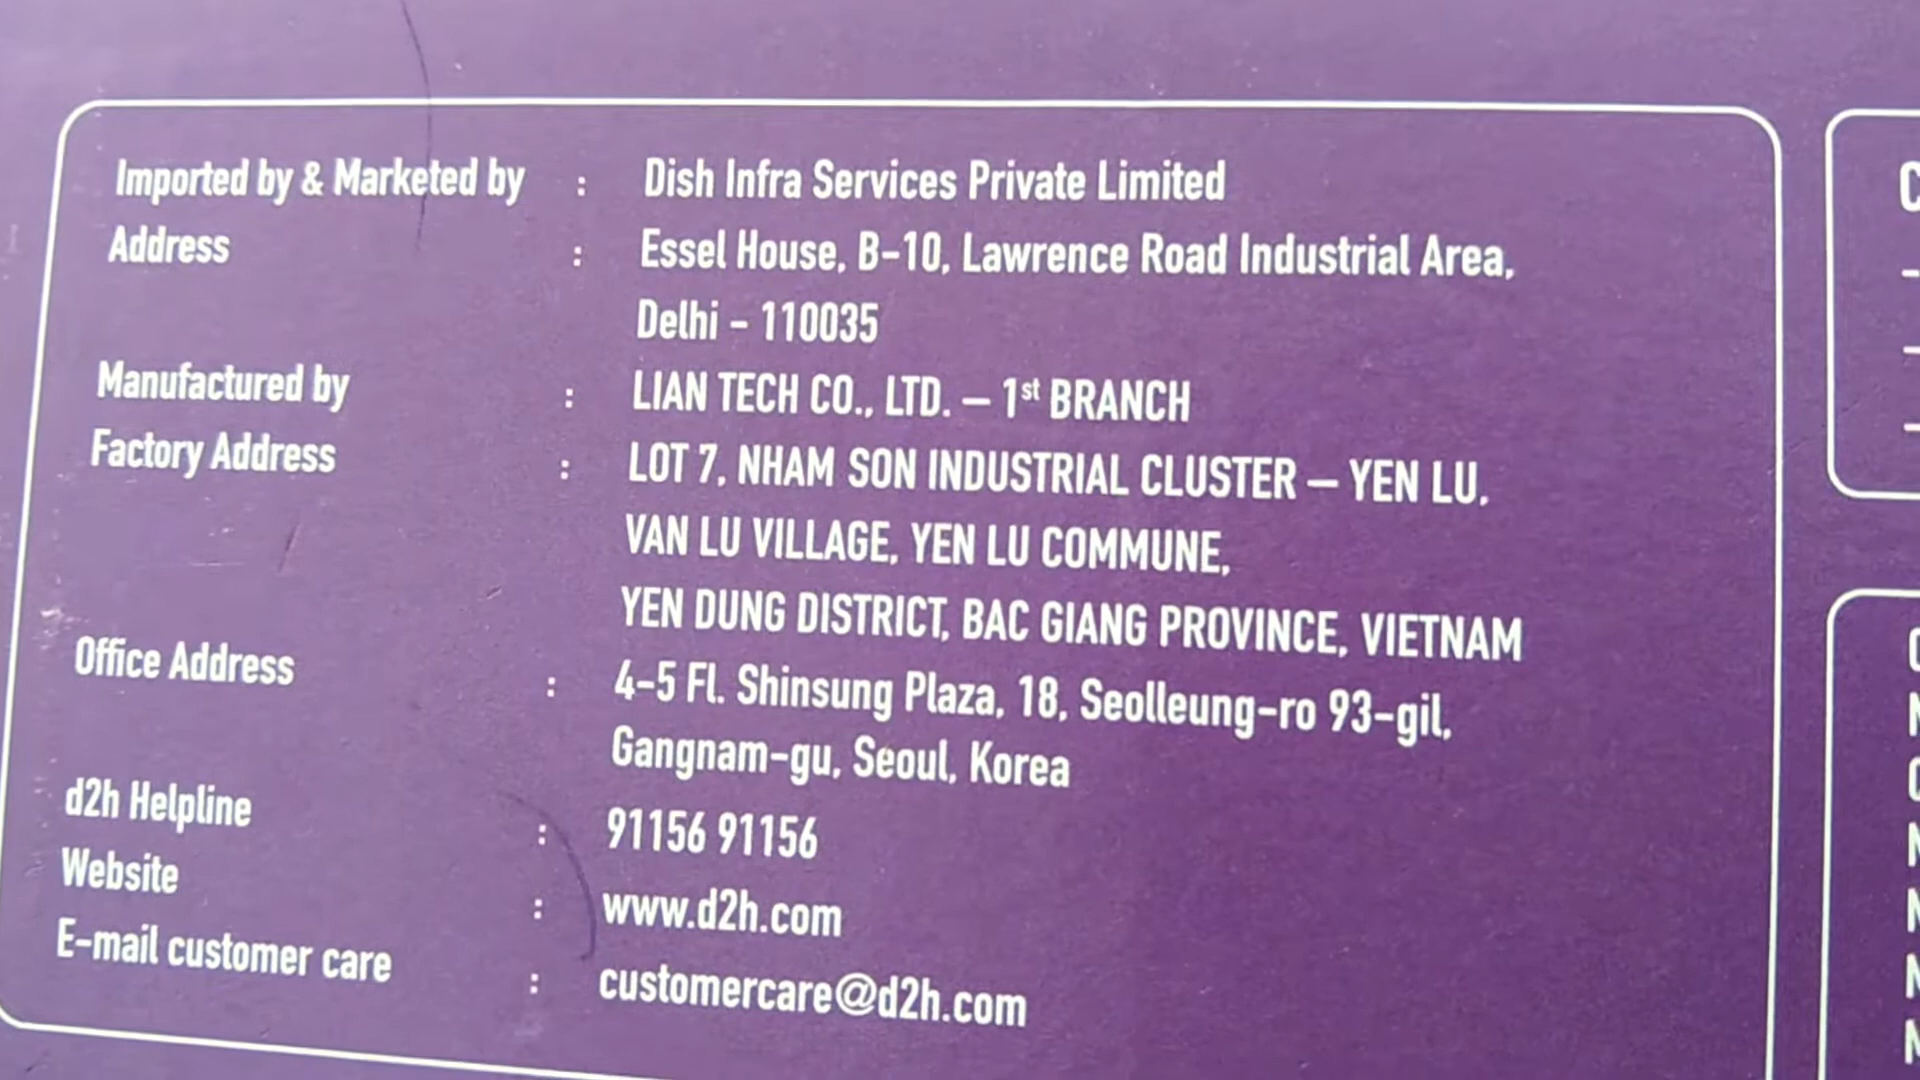 Imported by & Marketed by : Dish Infra Services Private Limited
Address : Essel House, B-10, Lawrence Road Industrial Area,
Delhi - 110035
Manufactured by : LIAN TECH CO., LTD. – 1st BRANCH
Factory Address : LOT 7, NHAM SON INDUSTRIAL CLUSTER – YEN LU,
VAN LU VILLAGE, YEN LU COMMUNE,
YEN DUNG DISTRICT, BAC GIANG PROVINCE, VIETNAM
Office Address : 4-5 Fl. Shinsung Plaza, 18, Seolleung-ro 93-gil,
Gangnam-gu, Seoul, Korea
d2h Helpline : 91156 91156
Website : www.d2h.com
E-mail customer care : customercare@d2h.com